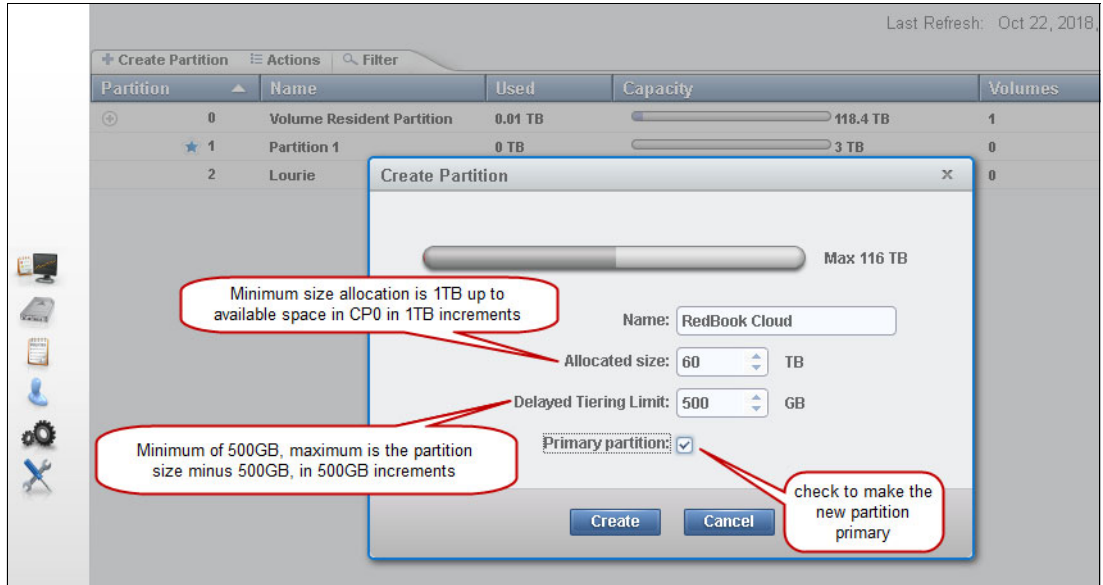 Last Refresh: Oct 22, 2018,
Create Partition Actions Filter
Partition Name Used Capacity Volumes
0 Volume Resident Partition 0.01 TB 118.4 TB 1
1 Partition 1 0 TB 3 TB 0
2 Lourie 0
Create Partition x
Max 116 TB
Minimum size allocation is 1TB up to
available space in CP0 in 1TB increments
Name: RedBook Cloud
Allocated size: 60 TB
Delayed Tiering Limit: 500 GB
Minimum of 500GB, maximum is the partition
size minus 500GB, in 500GB increments
Primary partition:
check to make the
new partition
primary
Create Cancel